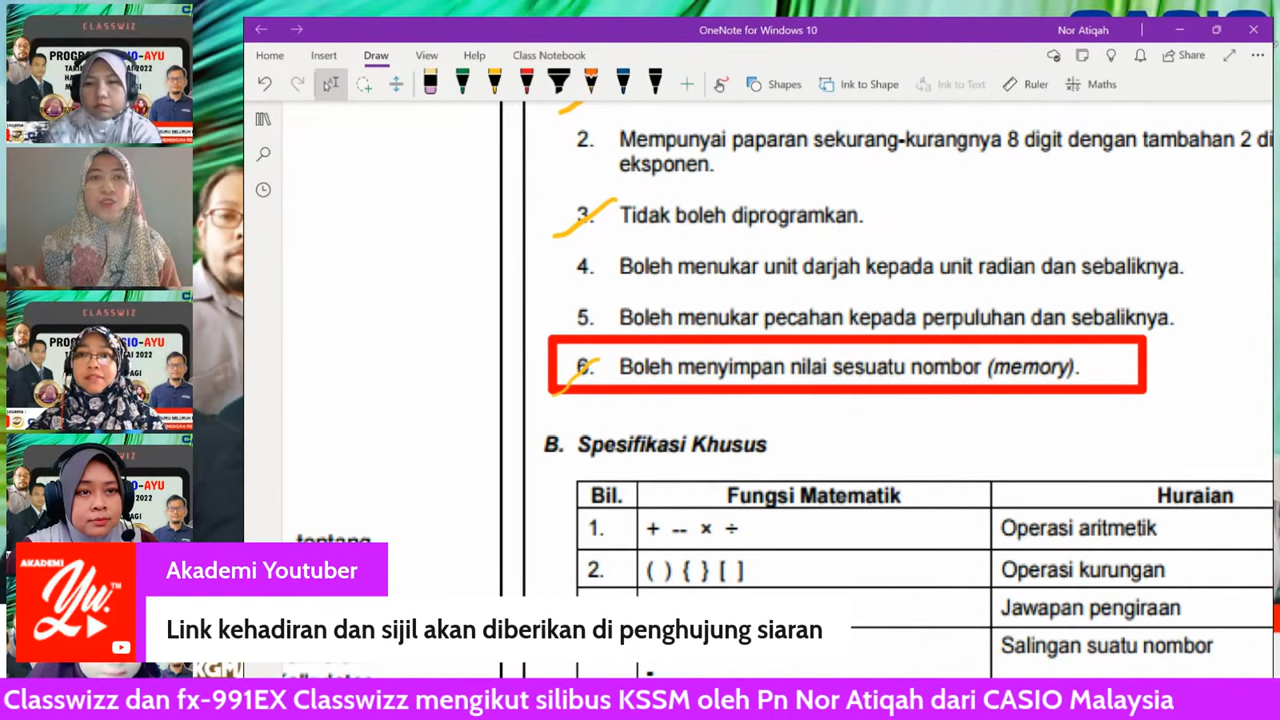 CLASSWIZ
OneNote for Windows 10
Nor Atiqah
Home
Insert
Draw
View
Help
Class Notebook
Share
Shapes
Ink to Shape
Ink to Text
Ruler
Maths
2. Mempunyai paparan sekurang-kurangnya 8 digit dengan tambahan 2 di
eksponen.
3. Tidak boleh diprogramkan.
4. Boleh menukar unit darjah kepada unit radian dan sebaliknya.
5. Boleh menukar pecahan kepada perpuluhan dan sebaliknya.
6. Boleh menyimpan nilai sesuatu nombor (memory).
B. Spesifikasi Khusus
Bil. Fungsi Matematik Huraian
1. + -- × ÷ Operasi aritmetik
2. ( ) { } [ ] Operasi kurungan
Jawapan pengiraan
Salingan suatu nombor
tentang
AKADEMI
Yu.™
Akademi Youtuber
Link kehadiran dan sijil akan diberikan di penghujung siaran
KGM
Classwizz dan fx-991EX Classwizz mengikut silibus KSSM oleh Pn Nor Atiqah dari CASIO Malaysia